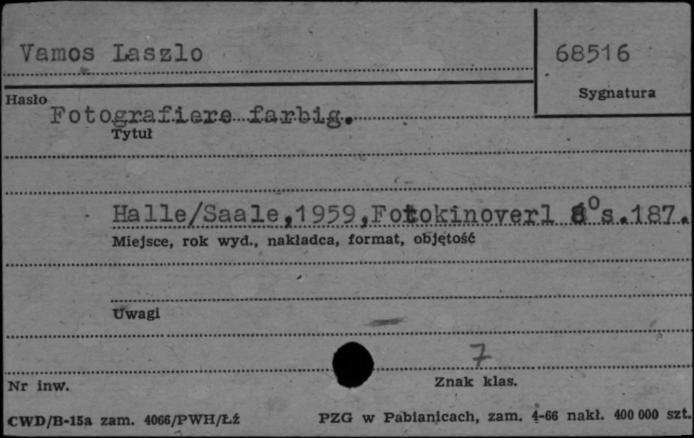 Vamos Laszlo
68516
Hasło
Sygnatura
Fotografiere farbig.
Tytuł
Halle/Saale,1959,Fotokinoverl 8⁰s.187.
Miejsce, rok wyd., nakładca, format, objętość
Uwagi
7
Nr inw.
Znak klas.
CWD/B-15a zam. 4066/PWH/Łź
PZG w Pabianicach, zam. 4-66 nakł. 400 000 szt.